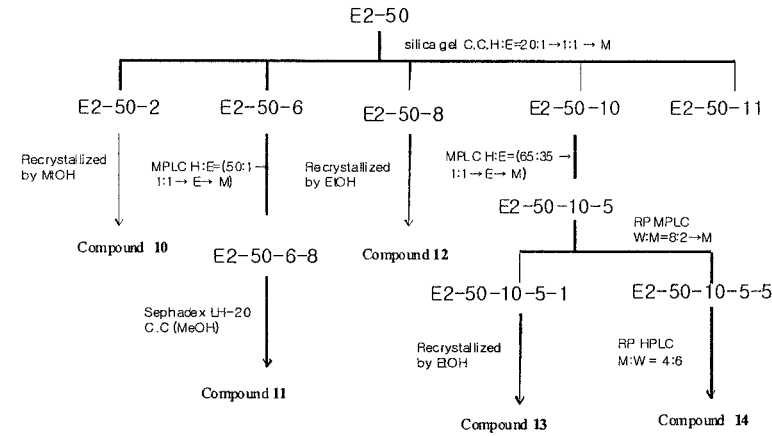 E2-50
silica gel C.C.H:E=20:1→1:1→ M
E2-50-2
E2-50-6
E2-50-8
E2-50-10
E2-50-11
Recrystallized
by MtOH
MPLC H:E=(50:1→
1:1→ E→ M)
Recrystallized
by EtOH
MPLC H:E=(65:35 →
1:1→ E→ M)
E2-50-10-5
Compound 10
E2-50-6-8
Compound 12
RP MPLC
W:M=8:2→M
E2-50-10-5-1
E2-50-10-5-5
Sephadex LH-20
C.C (MeOH)
Recrystallized
by EtOH
RP HPLC
M:W = 4:6
Compound 11
Compound 13
Compound 14